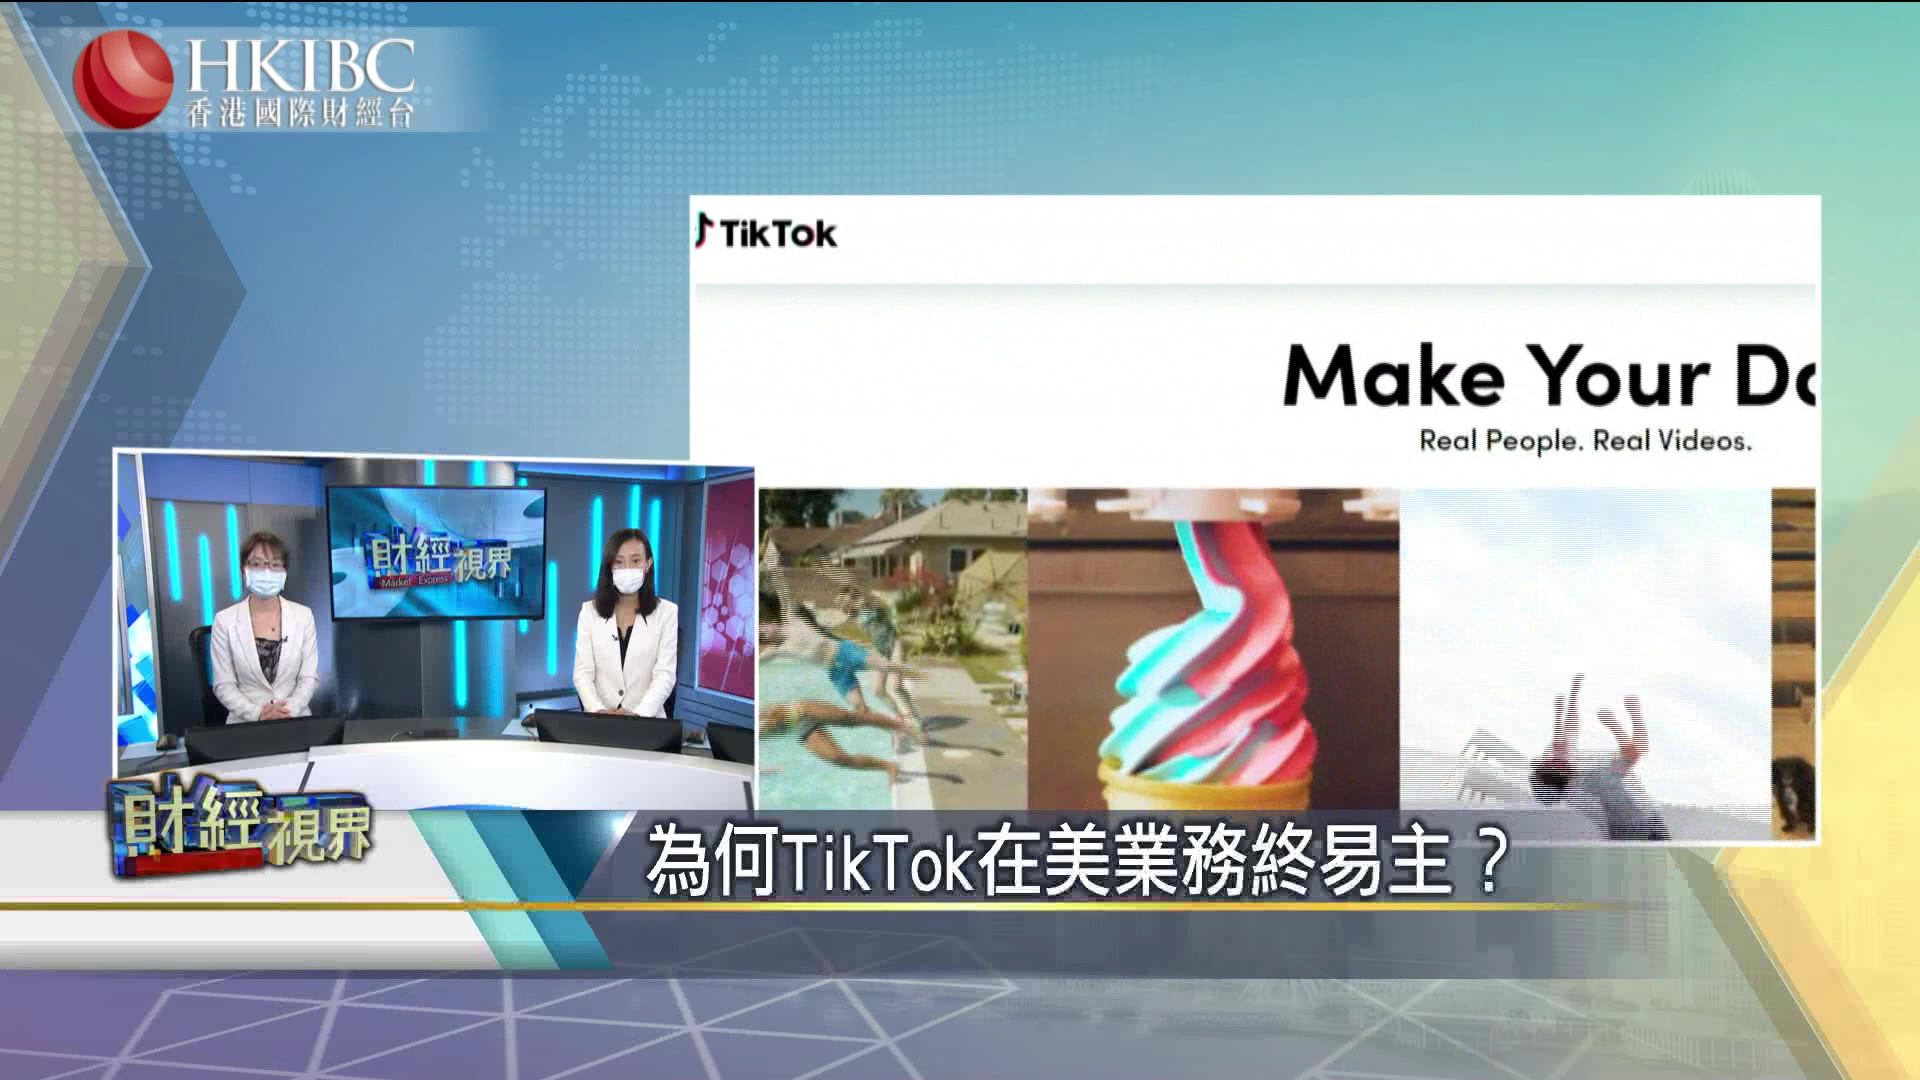 HKIBC
香港國際財經台
TikTok
Make Your Da
Real People. Real Videos.
財經視界
Market Express
財經視界
為何TikTok在美業務終易主？